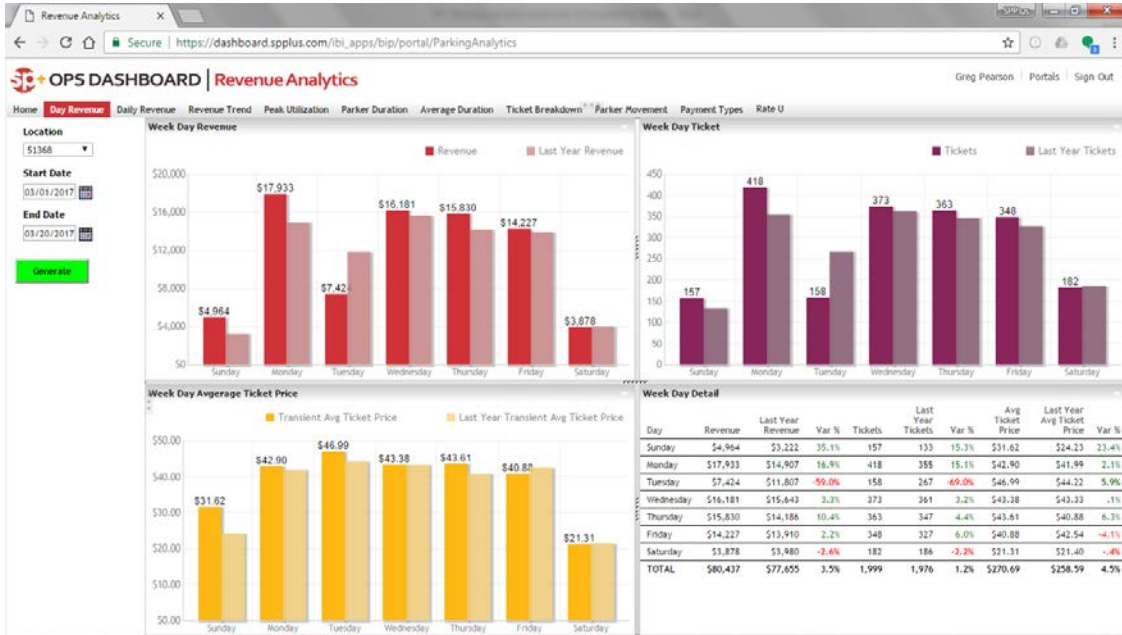 Revenue Analytics
Secure | https://dashboard.spplus.com/ibi_apps/bip/portal/ParkingAnalytics
sp+ OPS DASHBOARD | Revenue Analytics
Greg Pearson Portals Sign Out
Home Day Revenue Daily Revenue Revenue Trend Peak Utilization Parker Duration Average Duration Ticket Breakdown Parker Movement Payment Types Rate U
Location
51368
Start Date
03/01/2017
End Date
03/20/2017
Generate
Week Day Revenue
Revenue Last Year Revenue
$20,000
$16,000
$12,000
$8,000
$4,000
$0
$4,964
$17,933
$7,424
$16,181
$15,830
$14,227
$3,878
Sunday Monday Tuesday Wednesday Thursday Friday Saturday
Week Day Ticket
Tickets Last Year Tickets
450
400
350
300
250
200
150
100
50
0
157
418
158
373
363
348
182
Sunday Monday Tuesday Wednesday Thursday Friday Saturday
Week Day Avgerage Ticket Price
Transient Avg Ticket Price Last Year Transient Avg Ticket Price
$50.00
$40.00
$30.00
$20.00
$10.00
$0.00
$31.62
$42.90
$46.99
$43.38
$43.61
$40.88
$21.31
Sunday Monday Tuesday Wednesday Thursday Friday Saturday
Week Day Detail
Day Revenue Last Year Revenue Var % Tickets Last Year Tickets Var % Avg Ticket Price Last Year Avg Ticket Price Var %
Sunday $4,964 $3,222 35.1% 157 133 15.3% $31.62 $24.23 23.4%
Monday $17,933 $14,907 16.9% 418 355 15.1% $42.90 $41.99 2.1%
Tuesday $7,424 $11,807 -59.0% 158 267 -69.0% $46.99 $44.22 5.9%
Wednesday $16,181 $15,643 3.3% 373 361 3.2% $43.38 $43.33 .1%
Thursday $15,830 $14,186 10.4% 363 347 4.4% $43.61 $40.88 6.3%
Friday $14,227 $13,910 2.2% 348 327 6.0% $40.88 $42.54 -4.1%
Saturday $3,878 $3,980 -2.6% 182 186 -2.2% $21.31 $21.40 -.4%
TOTAL $80,437 $77,655 3.5% 1,999 1,976 1.2% $270.69 $258.59 4.5%